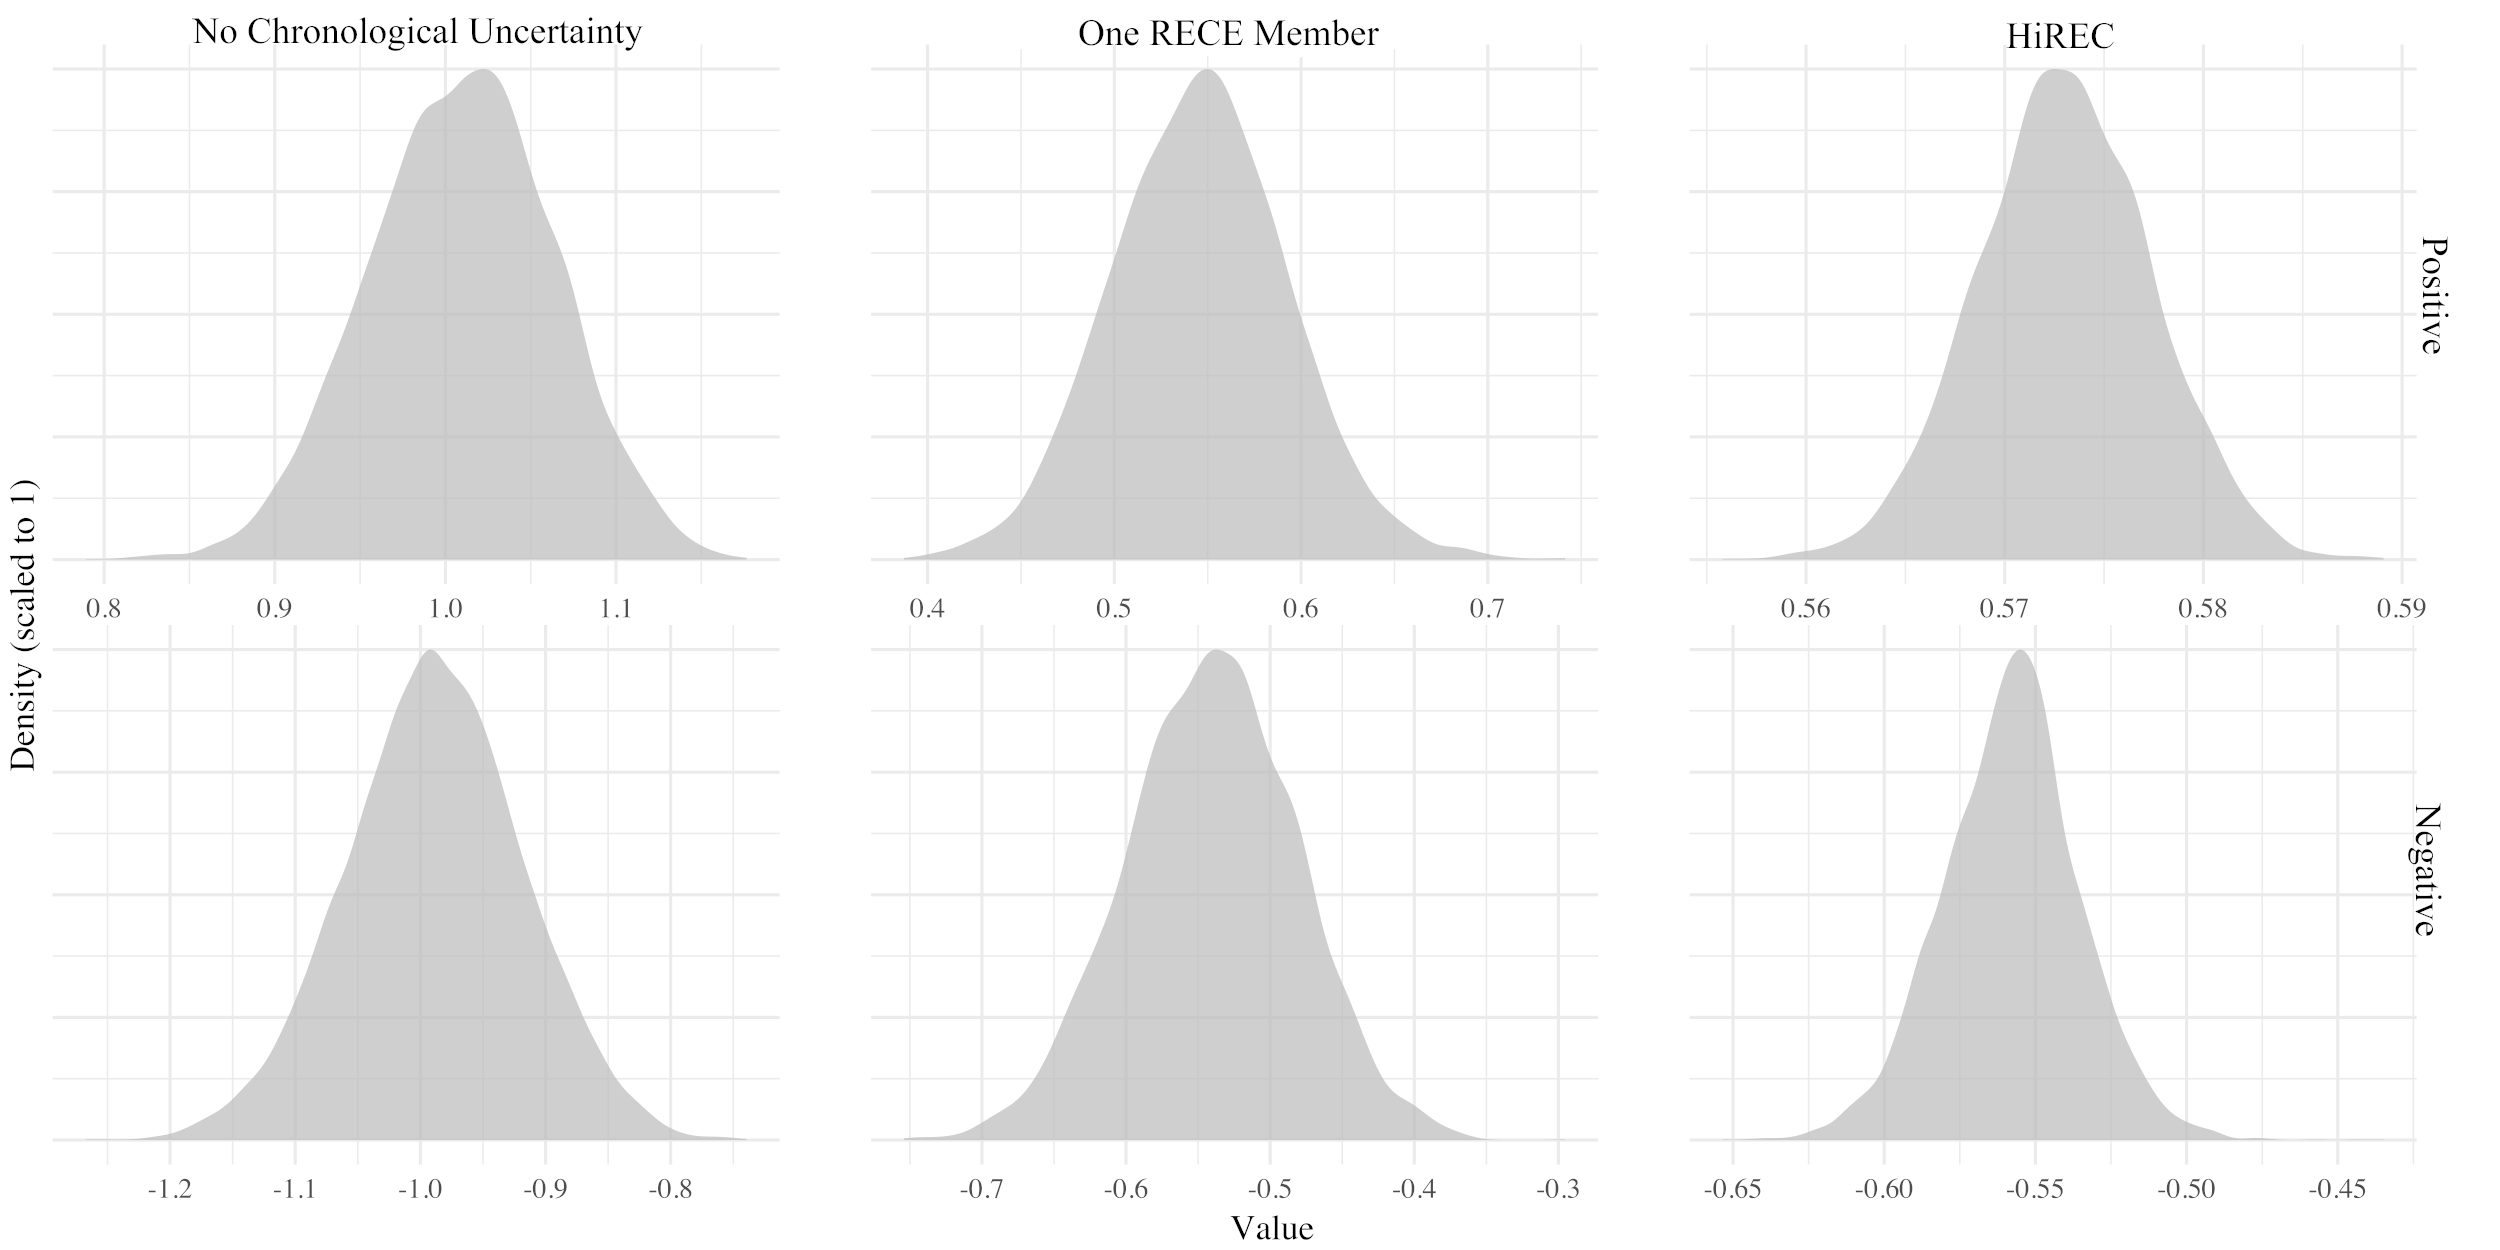 No Chronological Uncertainty
One RECE Member
HiREC
Positive
0.8 0.9 1.0 1.1
0.4 0.5 0.6 0.7
0.56 0.57 0.58 0.59
Density (scaled to 1)
Negative
-1.2 -1.1 -1.0 -0.9 -0.8
-0.7 -0.6 -0.5 -0.4 -0.3
-0.65 -0.60 -0.55 -0.50 -0.45
Value